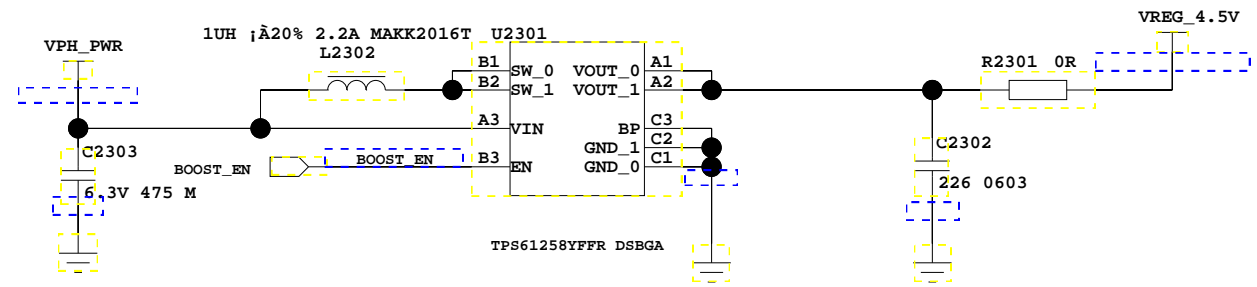 VREG_4.5V
1UH ¡À20% 2.2A MAKK2016T U2301
VPH_PWR
L2302
R2301 0R
B1 SW_0 VOUT_0 A1
B2 SW_1 VOUT_1 A2
A3 VIN BP C3
GND_1 C2
B3 EN GND_0 C1
C2303
6.3V 475 M
BOOST_EN
BOOST_EN
C2302
226 0603
TPS61258YFFR DSBGA